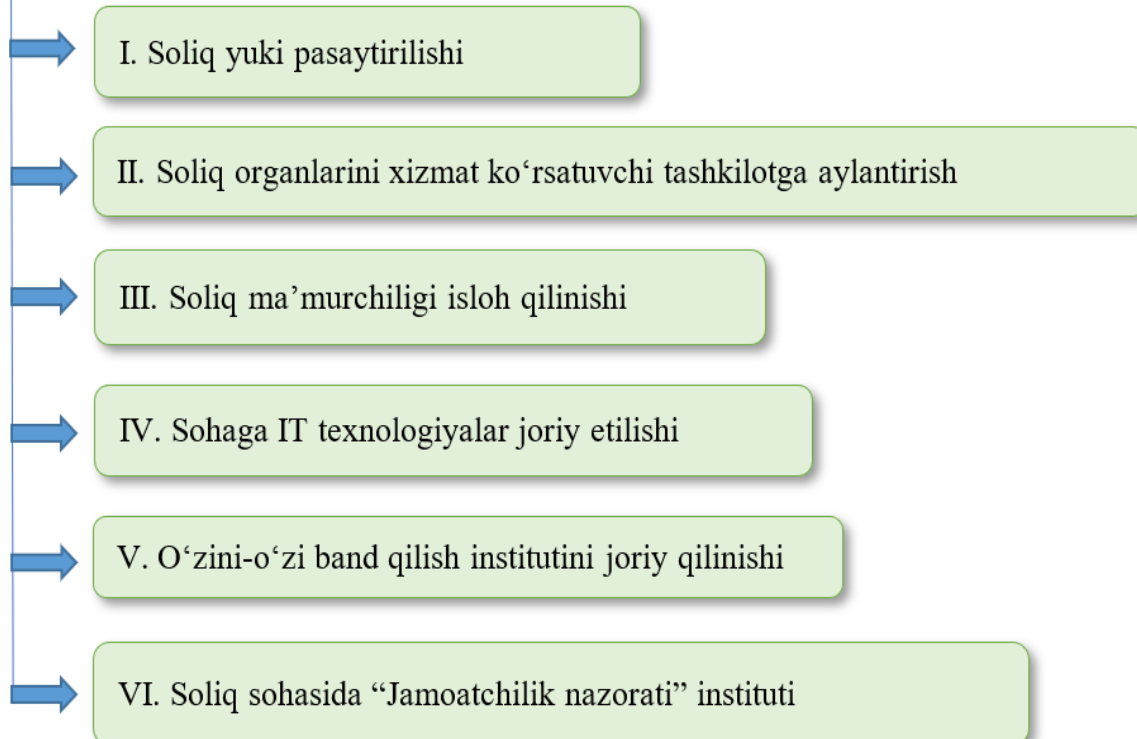 I. Soliq yuki pasaytirilishi
II. Soliq organlarini xizmat ko‘rsatuvchi tashkilotga aylantirish
III. Soliq ma’murchiligi isloh qilinishi
IV. Sohaga IT texnologiyalar joriy etilishi
V. O‘zini-o‘zi band qilish institutini joriy qilinishi
VI. Soliq sohasida “Jamoatchilik nazorati” instituti